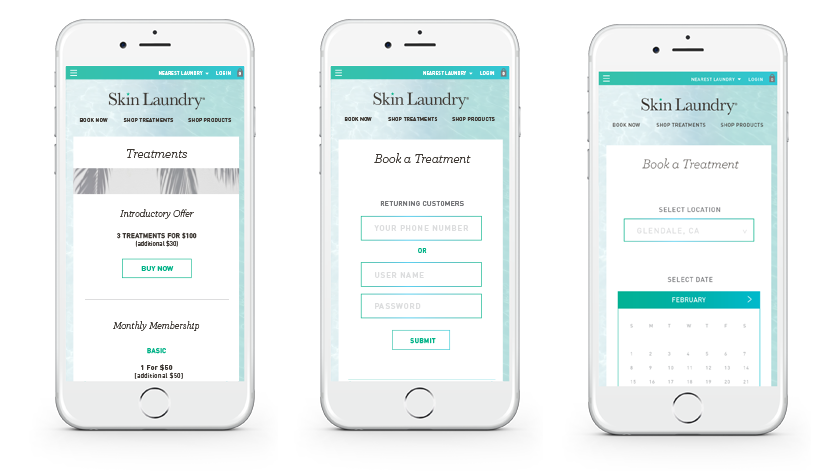 NEAREST LAUNDRY LOGIN 0
Skin Laundry
BOOK NOW SHOP TREATMENTS SHOP PRODUCTS
Treatments
Introductory Offer
3 TREATMENTS FOR $100
(additional $30)
BUY NOW
Monthly Membership
BASIC
1 For $50
(additional $50)
NEAREST LAUNDRY LOGIN 0
Skin Laundry
BOOK NOW SHOP TREATMENTS SHOP PRODUCTS
Book a Treatment
RETURNING CUSTOMERS
YOUR PHONE NUMBER
OR
USER NAME
PASSWORD
SUBMIT
NEAREST LAUNDRY LOGIN 0
Skin Laundry
BOOK NOW SHOP TREATMENTS SHOP PRODUCTS
Book a Treatment
SELECT LOCATION
GLENDALE, CA
SELECT DATE
FEBRUARY
S M T W T F S
1 2 3 4 5 6 7
8 9 10 11 12 13 14
15 16 17 18 19 20 21